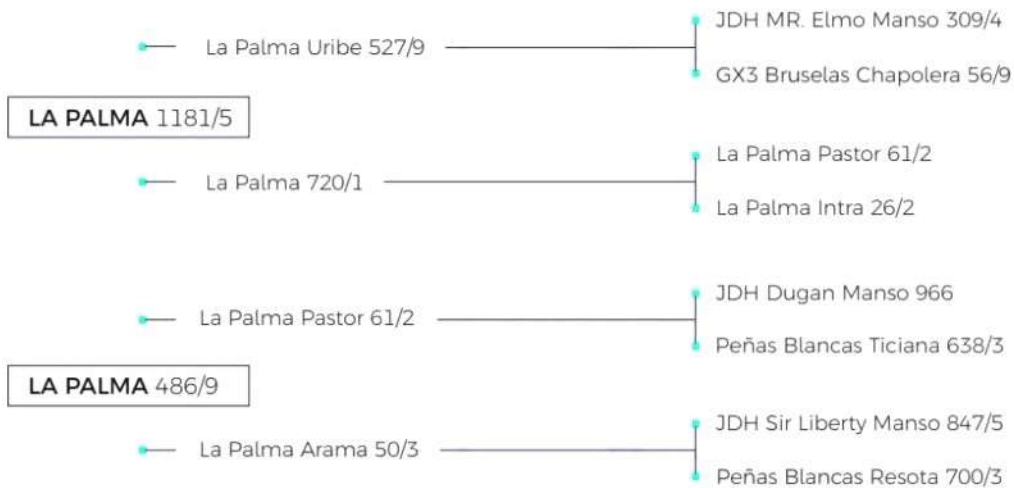 JDH MR. Elmo Manso 309/4
La Palma Uribe 527/9
GX3 Bruselas Chapolera 56/9
LA PALMA 1181/5
La Palma Pastor 61/2
La Palma 720/1
La Palma Intra 26/2
JDH Dugan Manso 966
La Palma Pastor 61/2
Peñas Blancas Ticiana 638/3
LA PALMA 486/9
JDH Sir Liberty Manso 847/5
La Palma Arama 50/3
Peñas Blancas Resota 700/3